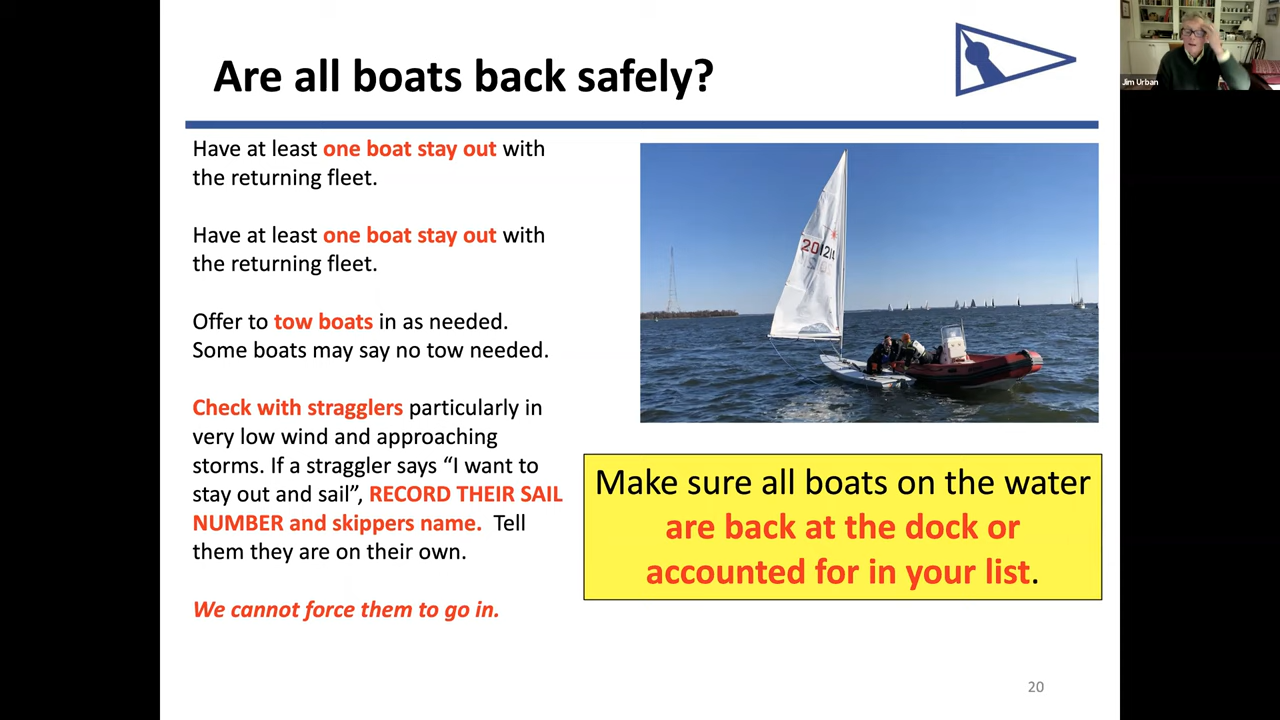 Are all boats back safely?
Jim Urban
Have at least one boat stay out with
the returning fleet.
Have at least one boat stay out with
the returning fleet.
Offer to tow boats in as needed.
Some boats may say no tow needed.
Check with stragglers particularly in
very low wind and approaching
storms. If a straggler says “I want to
stay out and sail”, RECORD THEIR SAIL
NUMBER and skippers name. Tell
them they are on their own.
We cannot force them to go in.
Make sure all boats on the water
are back at the dock or
accounted for in your list.
20